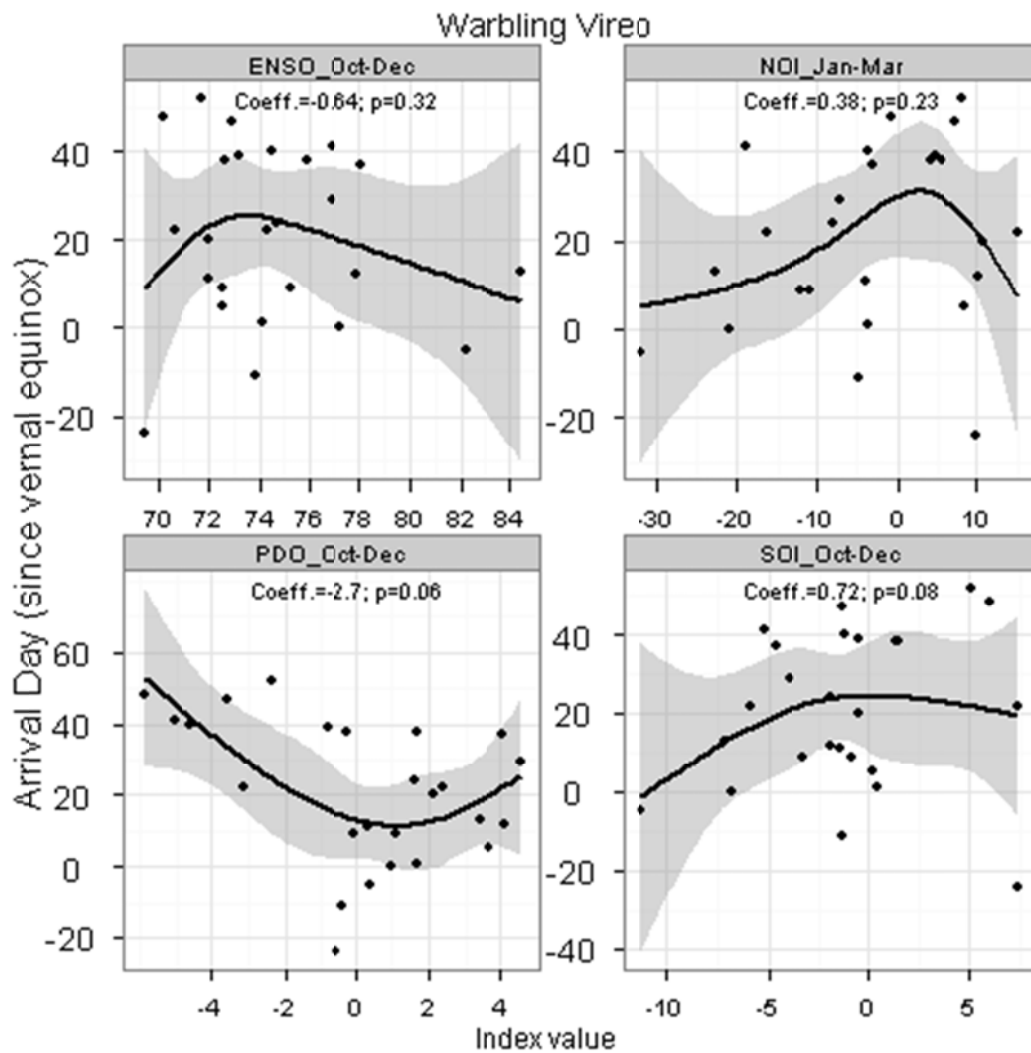 Warbling Vireo
ENSO_Oct-Dec
Coeff.=-0.64; p=0.32
40
20
0
-20
70 72 74 76 78 80 82 84
NOI_Jan-Mar
Coeff.=0.38; p=0.23
40
20
0
-20
-30 -20 -10 0 10
PDO_Oct-Dec
Coeff.=-2.7; p=0.06
60
40
20
0
-20
-4 -2 0 2 4
SOI_Oct-Dec
Coeff.=0.72; p=0.08
40
20
0
-20
-40
-10 -5 0 5
Arrival Day (since vernal equinox)
Index value